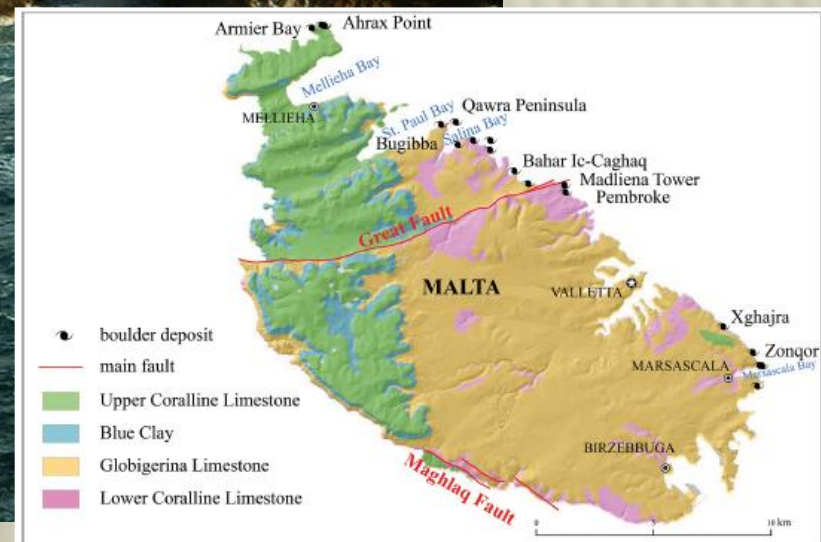 Armier Bay
Ahrax Point
Mellieha Bay
MELLIEHA
St. Paul Bay
Qawra Peninsula
Salina Bay
Bugibba
Bahar Ic-Caghaq
Madliena Tower
Pembroke
Great Fault
MALTA
VALLETTA
Xghajra
Zonqor
MARSASCALA
Marsascala Bay
BIRZEBBUGA
Maghlaq Fault
boulder deposit
main fault
Upper Coralline Limestone
Blue Clay
Globigerina Limestone
Lower Coralline Limestone
0 5 10 km